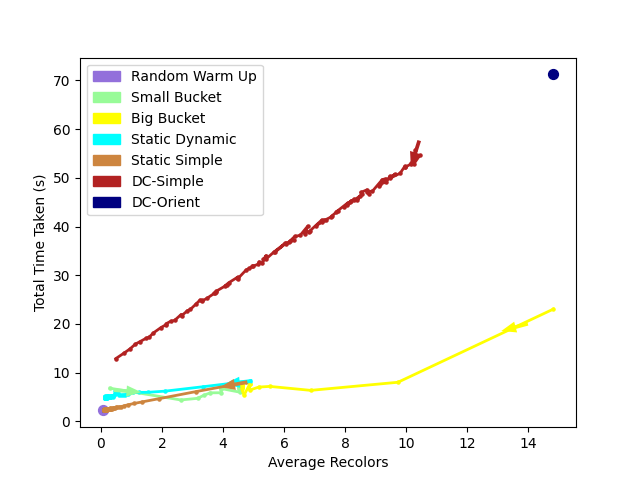 Random Warm Up
Small Bucket
Big Bucket
Static Dynamic
Static Simple
DC-Simple
DC-Orient
Total Time Taken (s)
70
60
50
40
30
20
10
0
0 2 4 6 8 10 12 14
Average Recolors